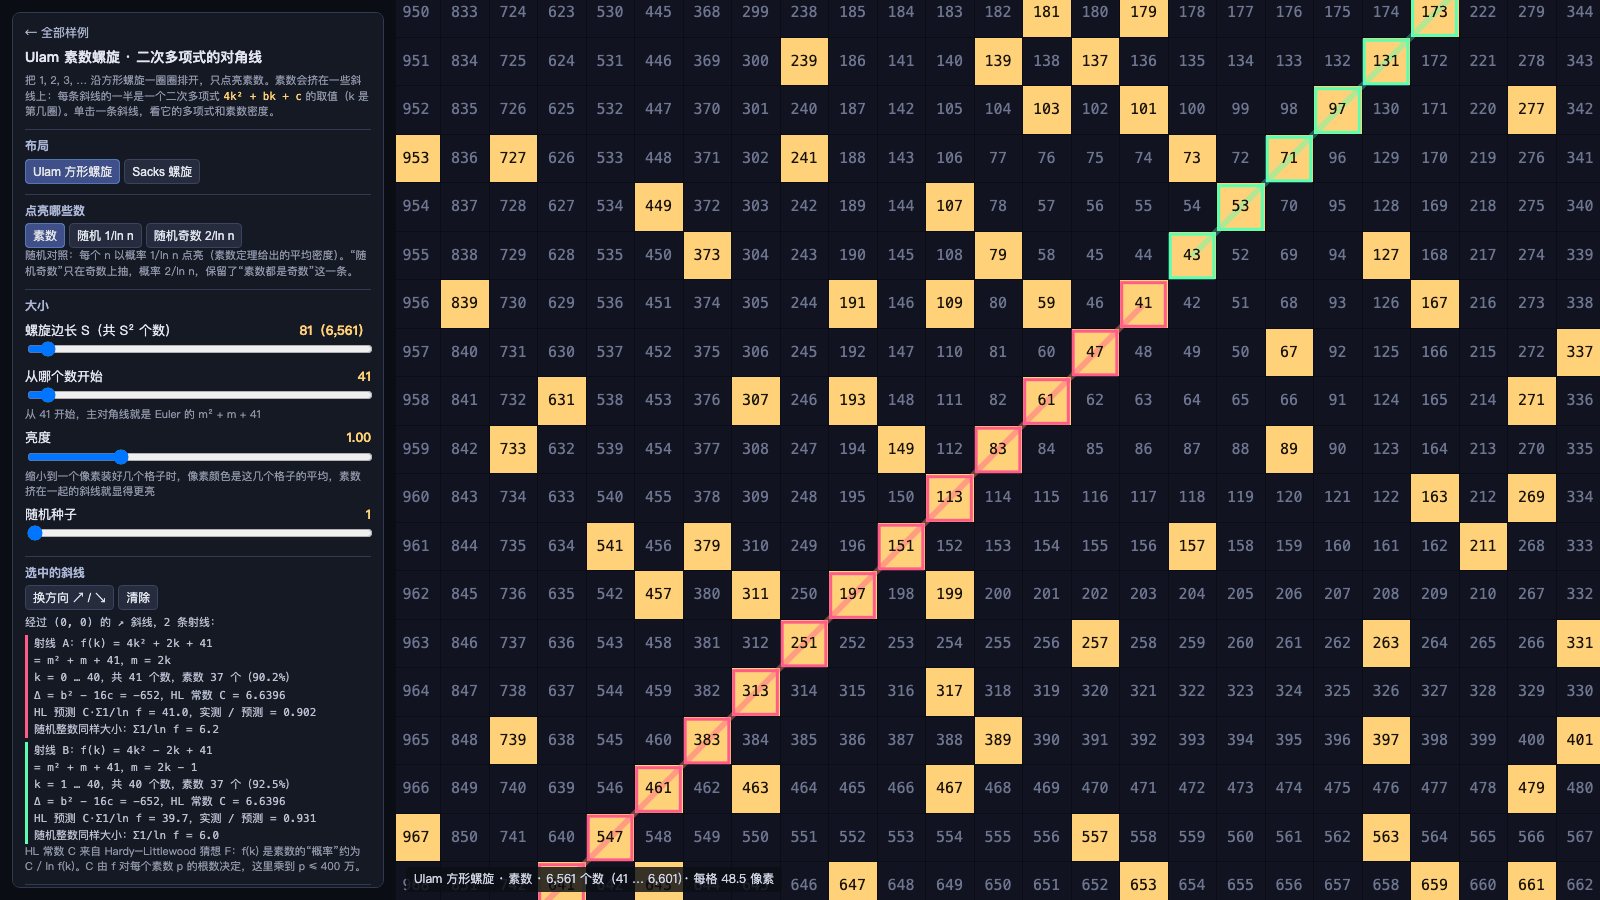 ← 全部样例
Ulam 素数螺旋 · 二次多项式的对角线
把 1, 2, 3, … 沿方形螺旋一圈圈排开，只点亮素数。素数会挤在一些斜
线上：每条斜线的一半是一个二次多项式 4k² + bk + c 的取值（k 是
第几圈）。单击一条斜线，看它的多项式和素数密度。
布局
Ulam 方形螺旋 Sacks 螺旋
点亮哪些数
素数 随机 1/ln n 随机奇数 2/ln n
随机对照：每个 n 以概率 1/ln n 点亮（素数定理给出的平均密度）。“随
机奇数”只在奇数上抽，概率 2/ln n，保留了“素数都是奇数”这一条。
大小
螺旋边长 S（共 S² 个数） 81（6,561）
从哪个数开始 41
从 41 开始，主对角线就是 Euler 的 m² + m + 41
亮度 1.00
缩小到一个像素装好几个格子时，像素颜色是这几个格子的平均，素数
挤在一起的斜线就显得更亮
随机种子 1
选中的斜线
换方向 ↗ / ↘ 清除
经过 (0, 0) 的 ↗ 斜线，2 条射线：
射线 A：f(k) = 4k² + 2k + 41
= m² + m + 41，m = 2k
k = 0 … 40，共 41 个数，素数 37 个（90.2%）
Δ = b² − 16c = −652，HL 常数 C = 6.6396
HL 预测 C·Σ1/ln f = 41.0，实测 / 预测 = 0.902
随机整数同样大小：Σ1/ln f = 6.2
射线 B：f(k) = 4k² − 2k + 41
= m² + m + 41，m = 2k − 1
k = 1 … 40，共 40 个数，素数 37 个（92.5%）
Δ = b² − 16c = −652，HL 常数 C = 6.6396
HL 预测 C·Σ1/ln f = 39.7，实测 / 预测 = 0.931
随机整数同样大小：Σ1/ln f = 6.0
HL 常数 C 来自 Hardy–Littlewood 猜想 F：f(k) 是素数的“概率”约为
C / ln f(k)。C 由 f 对每个素数 p 的根数决定，这里乘到 p ⩽ 400 万。
950 833 724 623 530 445 368 299 238 185 184 183 182 181 180 179 178 177 176 175 174 173 222 279 344
951 834 725 624 531 446 369 300 239 186 141 140 139 138 137 136 135 134 133 132 131 172 221 278 343
952 835 726 625 532 447 370 301 240 187 142 105 104 103 102 101 100 99 98 97 130 171 220 277 342
953 836 727 626 533 448 371 302 241 188 143 106 77 76 75 74 73 72 71 96 129 170 219 276 341
954 837 728 627 534 449 372 303 242 189 144 107 78 57 56 55 54 53 70 95 128 169 218 275 340
955 838 729 628 535 450 373 304 243 190 145 108 79 58 45 44 43 52 69 94 127 168 217 274 339
956 839 730 629 536 451 374 305 244 191 146 109 80 59 46 41 42 51 68 93 126 167 216 273 338
957 840 731 630 537 452 375 306 245 192 147 110 81 60 47 48 49 50 67 92 125 166 215 272 337
958 841 732 631 538 453 376 307 246 193 148 111 82 61 62 63 64 65 66 91 124 165 214 271 336
959 842 733 632 539 454 377 308 247 194 149 112 83 84 85 86 87 88 89 90 123 164 213 270 335
960 843 734 633 540 455 378 309 248 195 150 113 114 115 116 117 118 119 120 121 122 163 212 269 334
961 844 735 634 541 456 379 310 249 196 151 152 153 154 155 156 157 158 159 160 161 162 211 268 333
962 845 736 635 542 457 380 311 250 197 198 199 200 201 202 203 204 205 206 207 208 209 210 267 332
963 846 737 636 543 458 381 312 251 252 253 254 255 256 257 258 259 260 261 262 263 264 265 266 331
964 847 738 637 544 459 382 313 314 315 316 317 318 319 320 321 322 323 324 325 326 327 328 329 330
965 848 739 638 545 460 383 384 385 386 387 388 389 390 391 392 393 394 395 396 397 398 399 400 401
966 849 740 639 546 461 462 463 464 465 466 467 468 469 470 471 472 473 474 475 476 477 478 479 480
967 850 741 640 547 548 549 550 551 552 553 554 555 556 557 558 559 560 561 562 563 564 565 566 567
646 647 648 649 650 651 652 653 654 655 656 657 658 659 660 661 662
Ulam 方形螺旋 · 素数 · 6,561 个数（41 … 6,601）· 每格 48.5 像素